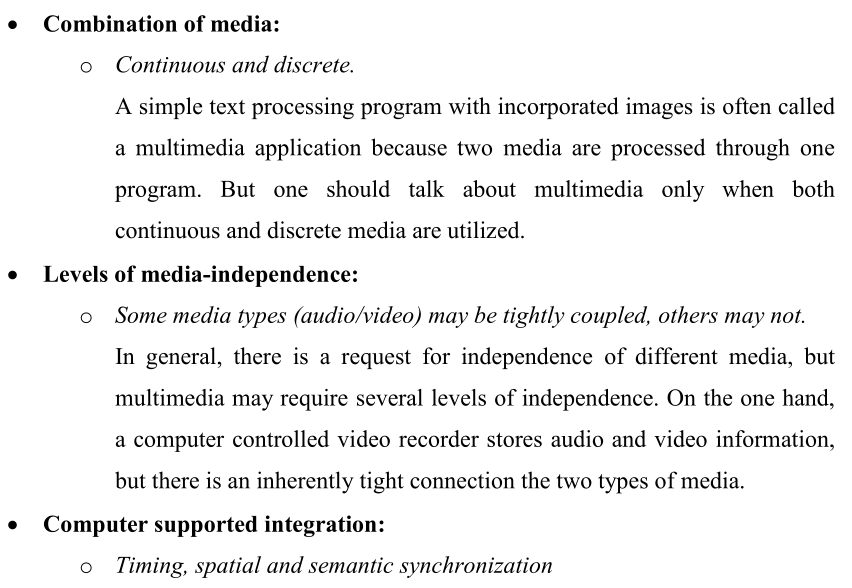 • Combination of media:
o Continuous and discrete.
A simple text processing program with incorporated images is often called
a multimedia application because two media are processed through one
program. But one should talk about multimedia only when both
continuous and discrete media are utilized.
• Levels of media-independence:
o Some media types (audio/video) may be tightly coupled, others may not.
In general, there is a request for independence of different media, but
multimedia may require several levels of independence. On the one hand,
a computer controlled video recorder stores audio and video information,
but there is an inherently tight connection the two types of media.
• Computer supported integration:
o Timing, spatial and semantic synchronization